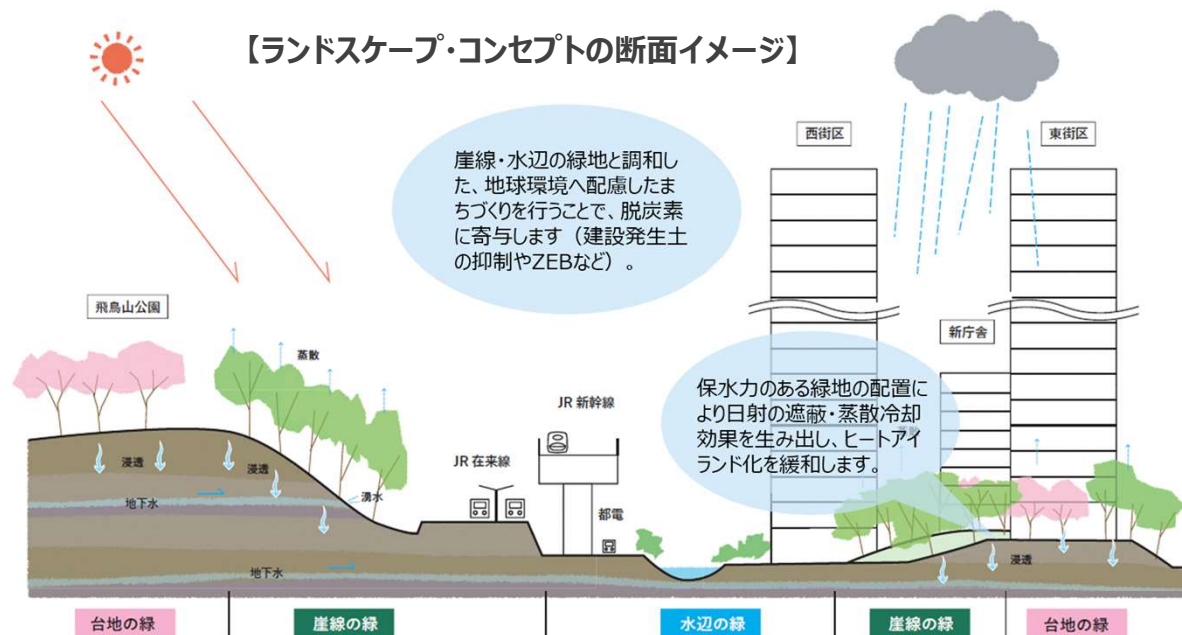 【ランドスケープ・コンセプトの断面イメージ】
西街区
東街区
崖線・水辺の緑地と調和し
た、地球環境へ配慮したま
ちづくりを行うことで、脱炭素
に寄与します（建設発生土
の抑制やZEBなど）。
飛鳥山公園
新庁舎
蒸散
保水力のある緑地の配置に
より日射の遮蔽・蒸散冷却
効果を生み出し、ヒートアイ
ランド化を緩和します。
JR 新幹線
JR 在来線
都電
浸透
浸透
湧水
地下水
浸透
地下水
台地の緑
崖線の緑
水辺の緑
崖線の緑
台地の緑